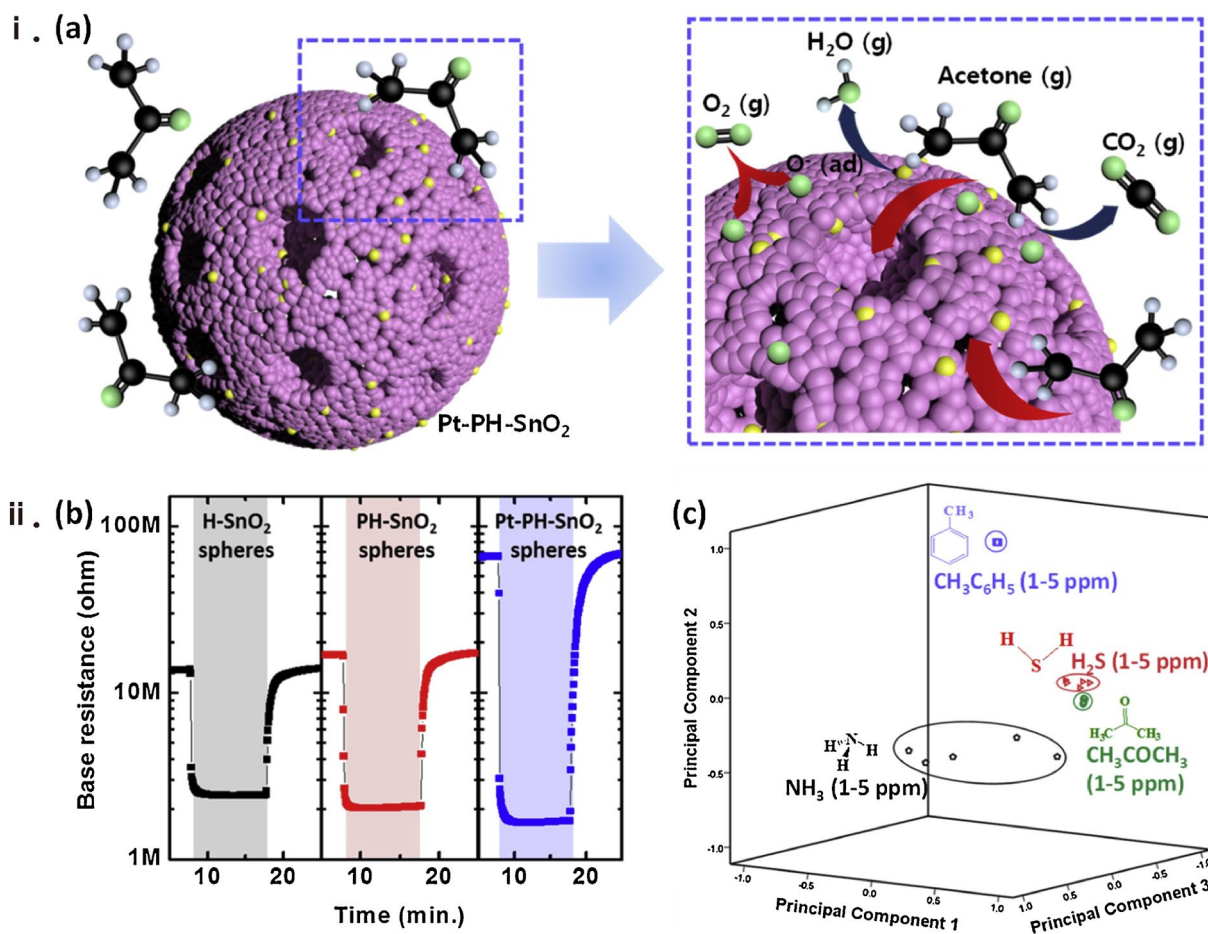 i . (a)
H₂O (g)
Acetone (g)
O₂ (g)
CO₂ (g)
O⁻ (ad)
Pt-PH-SnO₂
ii . (b)
H-SnO₂
spheres
PH-SnO₂
spheres
Pt-PH-SnO₂
spheres
100M
10M
1M
Base resistance (ohm)
10 20 10 20 10 20
Time (min.)
(c)
CH₃
CH₃C₆H₅ (1-5 ppm)
H H
S
H₂S (1-5 ppm)
O
H₃C CH₃
CH₃COCH₃
(1-5 ppm)
N
H H
H
NH₃ (1-5 ppm)
1.0
0.5
0.0
-0.5
-1.0
Principal Component 2
-1.0 0.0 0.5 1.0
Principal Component 1
1.0 0.5 0.0 -0.5 -1.0
Principal Component 3